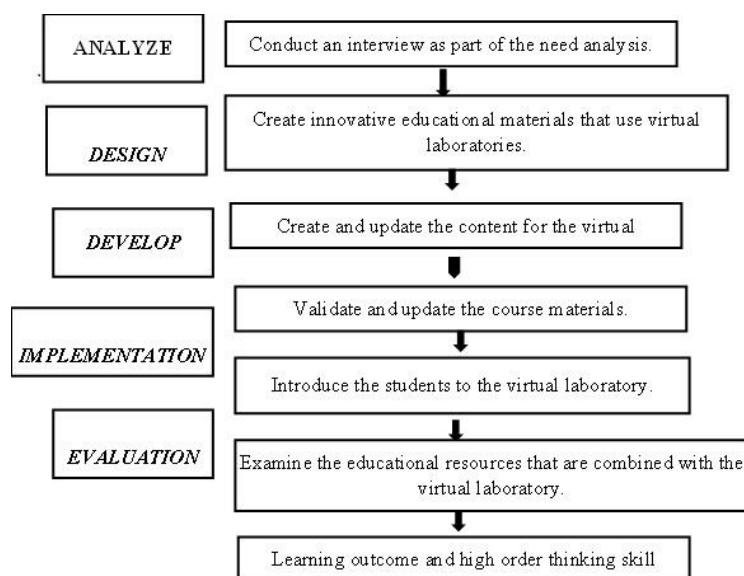 ANALYZE
Conduct an interview as part of the need analysis.
DESIGN
Create innovative educational materials that use virtual
laboratories.
DEVELOP
Create and update the content for the virtual
Validate and update the course materials.
IMPLEMENTATION
Introduce the students to the virtual laboratory.
EVALUATION
Examine the educational resources that are combined with the
virtual laboratory.
Learning outcome and high order thinking skill